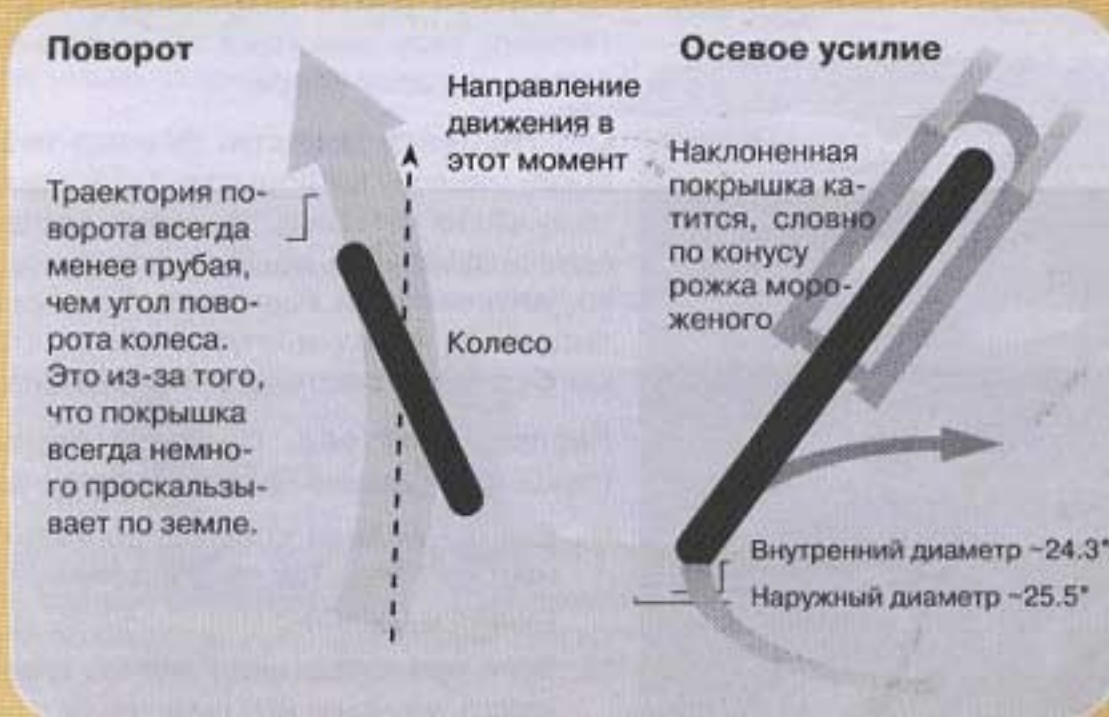 Поворот
Траектория по-
ворота всегда
менее грубая,
чем угол пово-
рота колеса.
Это из-за того,
что покрышка
всегда немно-
го проскальзы-
вает по земле.
Направление
движения в
этот момент
Колесо
Осевое усилие
Наклоненная
покрышка ка-
тится, словно
по конусу
рожка моро-
женого
Внутренний диаметр ~24.3"
Наружный диаметр ~25.5"